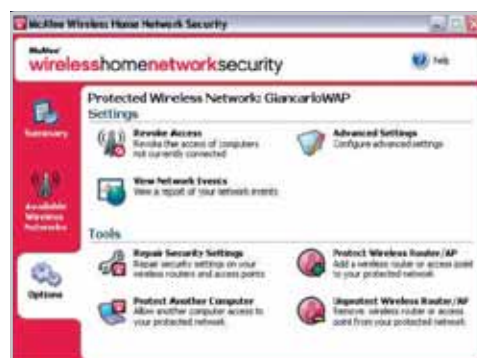 McAfee Wireless Home Network Security
McAfee
wirelesshomenetworksecurity
help
Protected Wireless Network: GiancarloWAP
Settings
Summary
Revoke Access
Revoke the access of computers
not currently connected
Advanced Settings
Configure advanced settings
View Network Events
View a report of your network events
Available
Wireless
Networks
Tools
Repair Security Settings
Repair security settings on your
wireless routers and access points
Protect Wireless Router/AP
Add a wireless router or access point
to your protected network
Options
Protect Another Computer
Allow another computer access to
your protected network
Unprotect Wireless Router/AP
Remove wireless router or access
point from your protected network